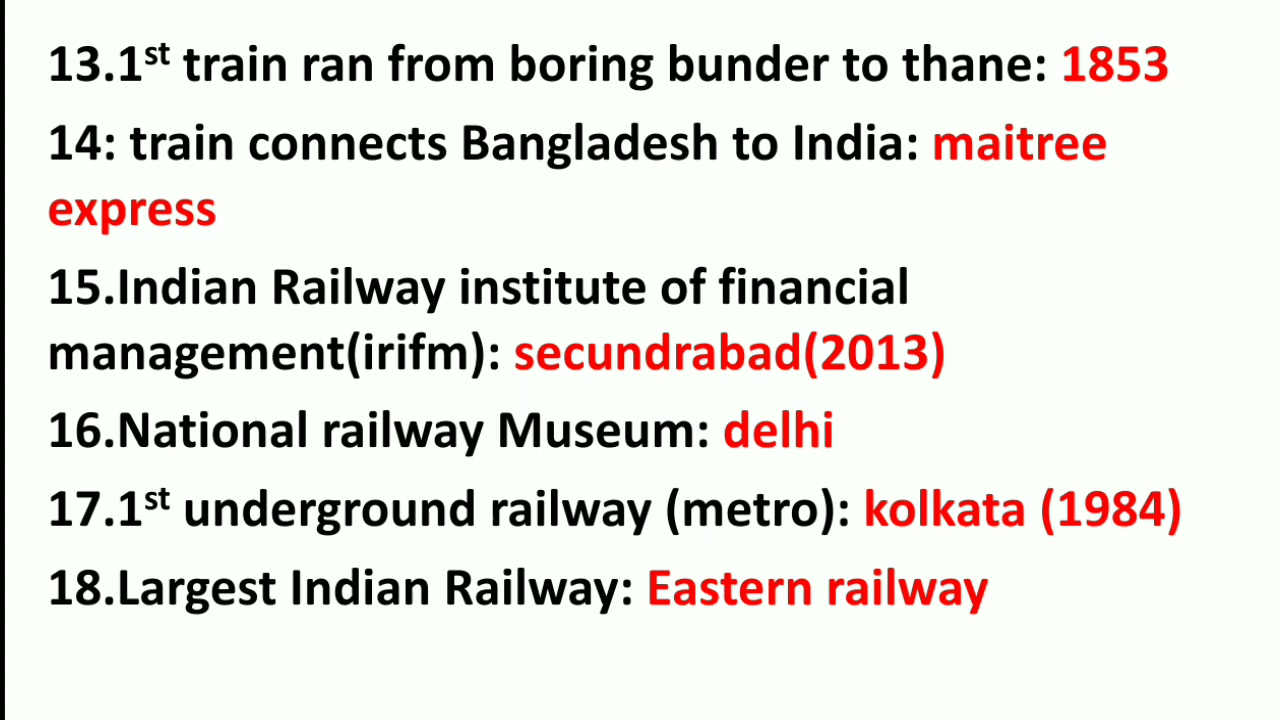 13.1st train ran from boring bunder to thane: 1853
14: train connects Bangladesh to India: maitree
express
15.Indian Railway institute of financial
management(irifm): secundrabad(2013)
16.National railway Museum: delhi
17.1st underground railway (metro): kolkata (1984)
18.Largest Indian Railway: Eastern railway